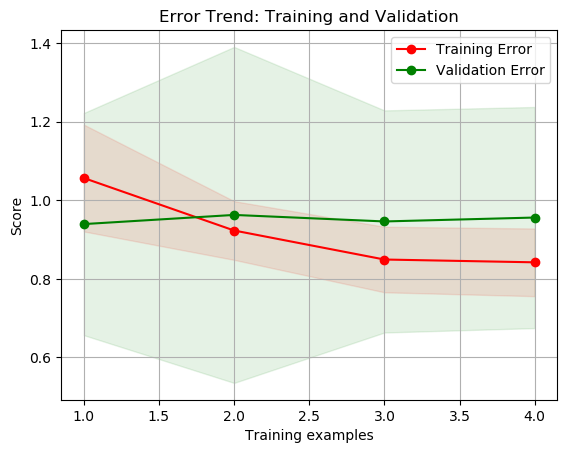 Error Trend: Training and Validation
Training Error
Validation Error
Score
1.4
1.2
1.0
0.8
0.6
1.0
1.5
2.0
2.5
3.0
3.5
4.0
Training examples